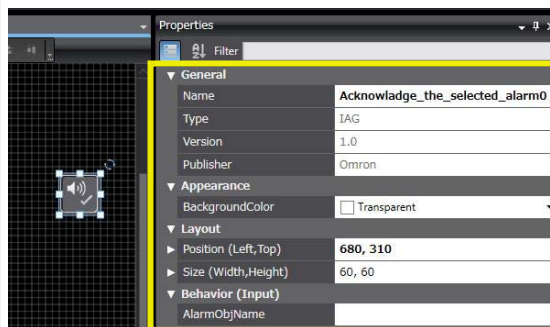 Properties
Filter
General
Name Acknowladge_the_selected_alarm0
Type IAG
Version 1.0
Publisher Omron
Appearance
BackgroundColor Transparent
Layout
Position (Left,Top) 680, 310
Size (Width,Height) 60, 60
Behavior (Input)
AlarmObjName